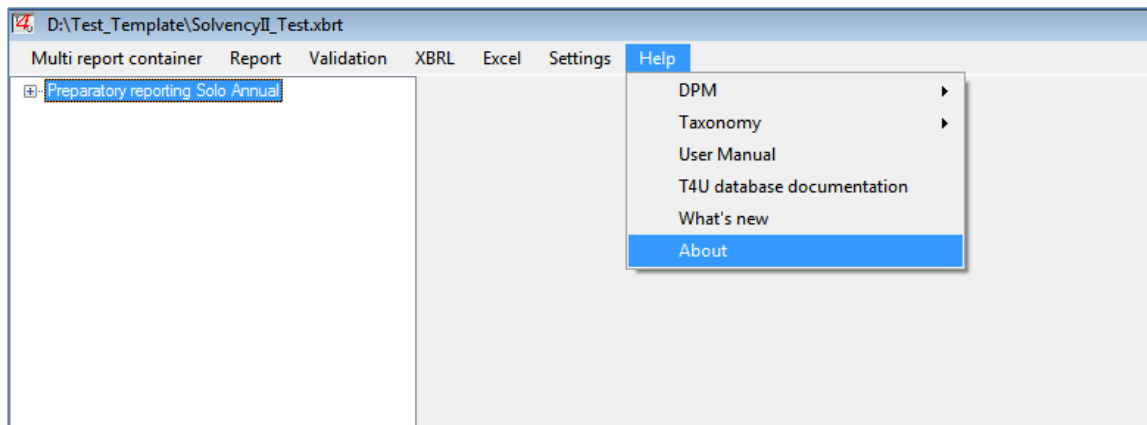 D:\Test_Template\SolvencyII_Test.xbrt
Multi report container Report Validation XBRL Excel Settings Help
Preparatory reporting Solo Annual
DPM
Taxonomy
User Manual
T4U database documentation
What's new
About